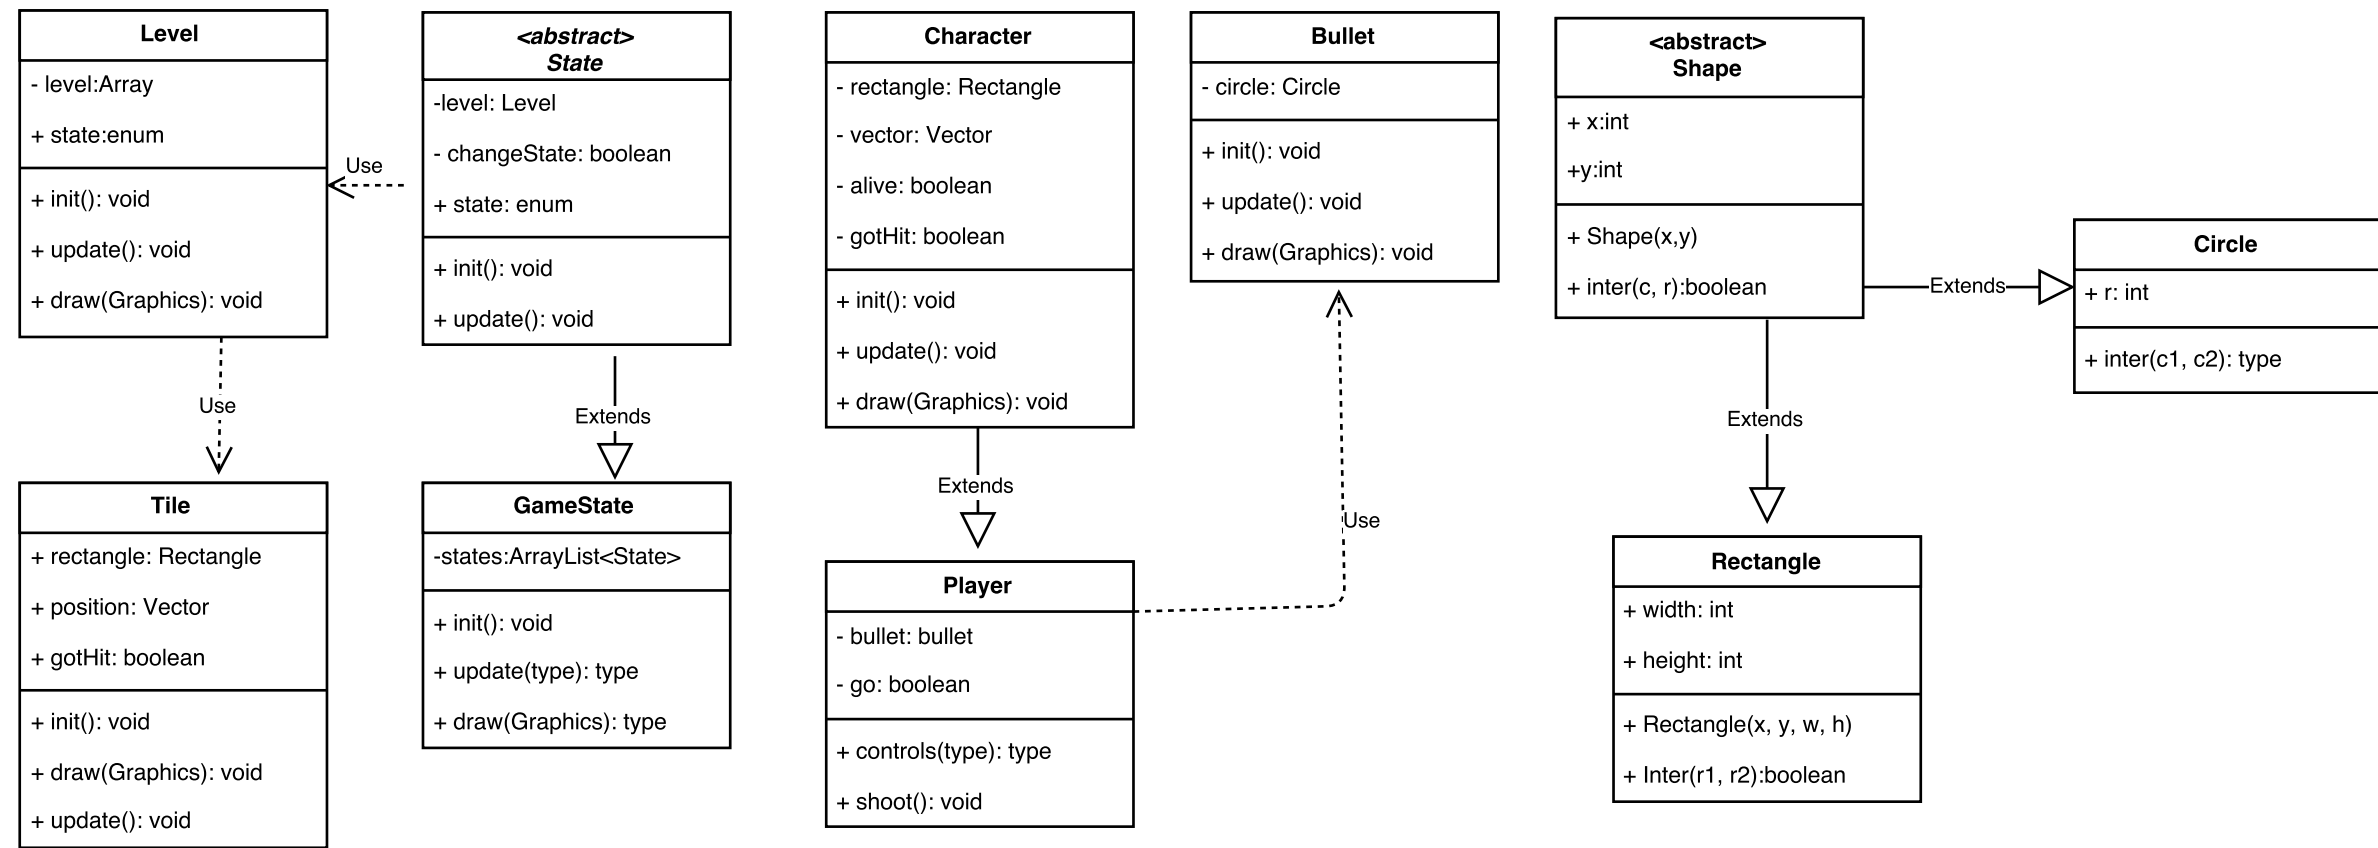 Level
- level:Array
+ state:enum
+ init(): void
+ update(): void
+ draw(Graphics): void
Use
Use
<abstract>
State
-level: Level
- changeState: boolean
+ state: enum
+ init(): void
+ update(): void
Extends
Tile
+ rectangle: Rectangle
+ position: Vector
+ gotHit: boolean
+ init(): void
+ draw(Graphics): void
+ update(): void
GameState
-states:ArrayList<State>
+ init(): void
+ update(type): type
+ draw(Graphics): type
Character
- rectangle: Rectangle
- vector: Vector
- alive: boolean
- gotHit: boolean
+ init(): void
+ update(): void
+ draw(Graphics): void
Extends
Player
- bullet: bullet
- go: boolean
+ controls(type): type
+ shoot(): void
Bullet
- circle: Circle
+ init(): void
+ update(): void
+ draw(Graphics): void
Use
<abstract>
Shape
+ x:int
+y:int
+ Shape(x,y)
+ inter(c, r):boolean
Extends
Extends
Circle
+ r: int
+ inter(c1, c2): type
Rectangle
+ width: int
+ height: int
+ Rectangle(x, y, w, h)
+ Inter(r1, r2):boolean